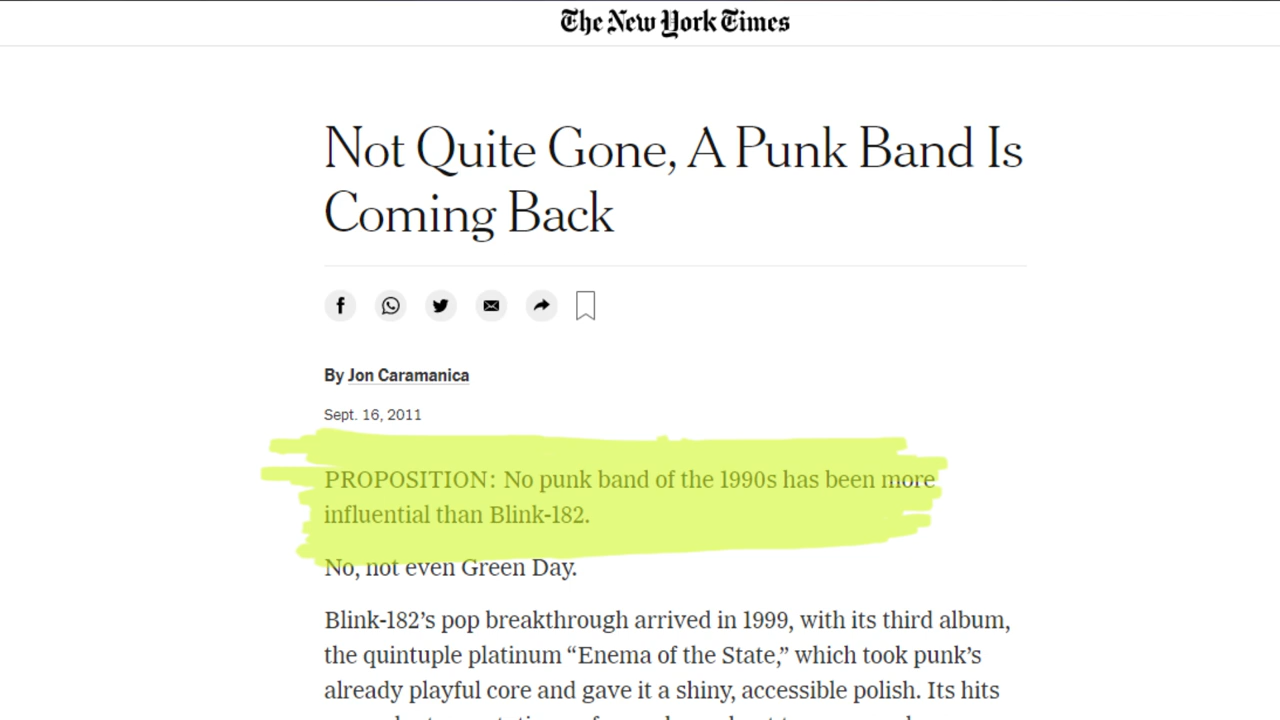 The New York Times
Not Quite Gone, A Punk Band Is
Coming Back
By Jon Caramanica
Sept. 16, 2011
PROPOSITION: No punk band of the 1990s has been more
influential than Blink-182.
No, not even Green Day.
Blink-182’s pop breakthrough arrived in 1999, with its third album,
the quintuple platinum “Enema of the State,” which took punk’s
already playful core and gave it a shiny, accessible polish. Its hits